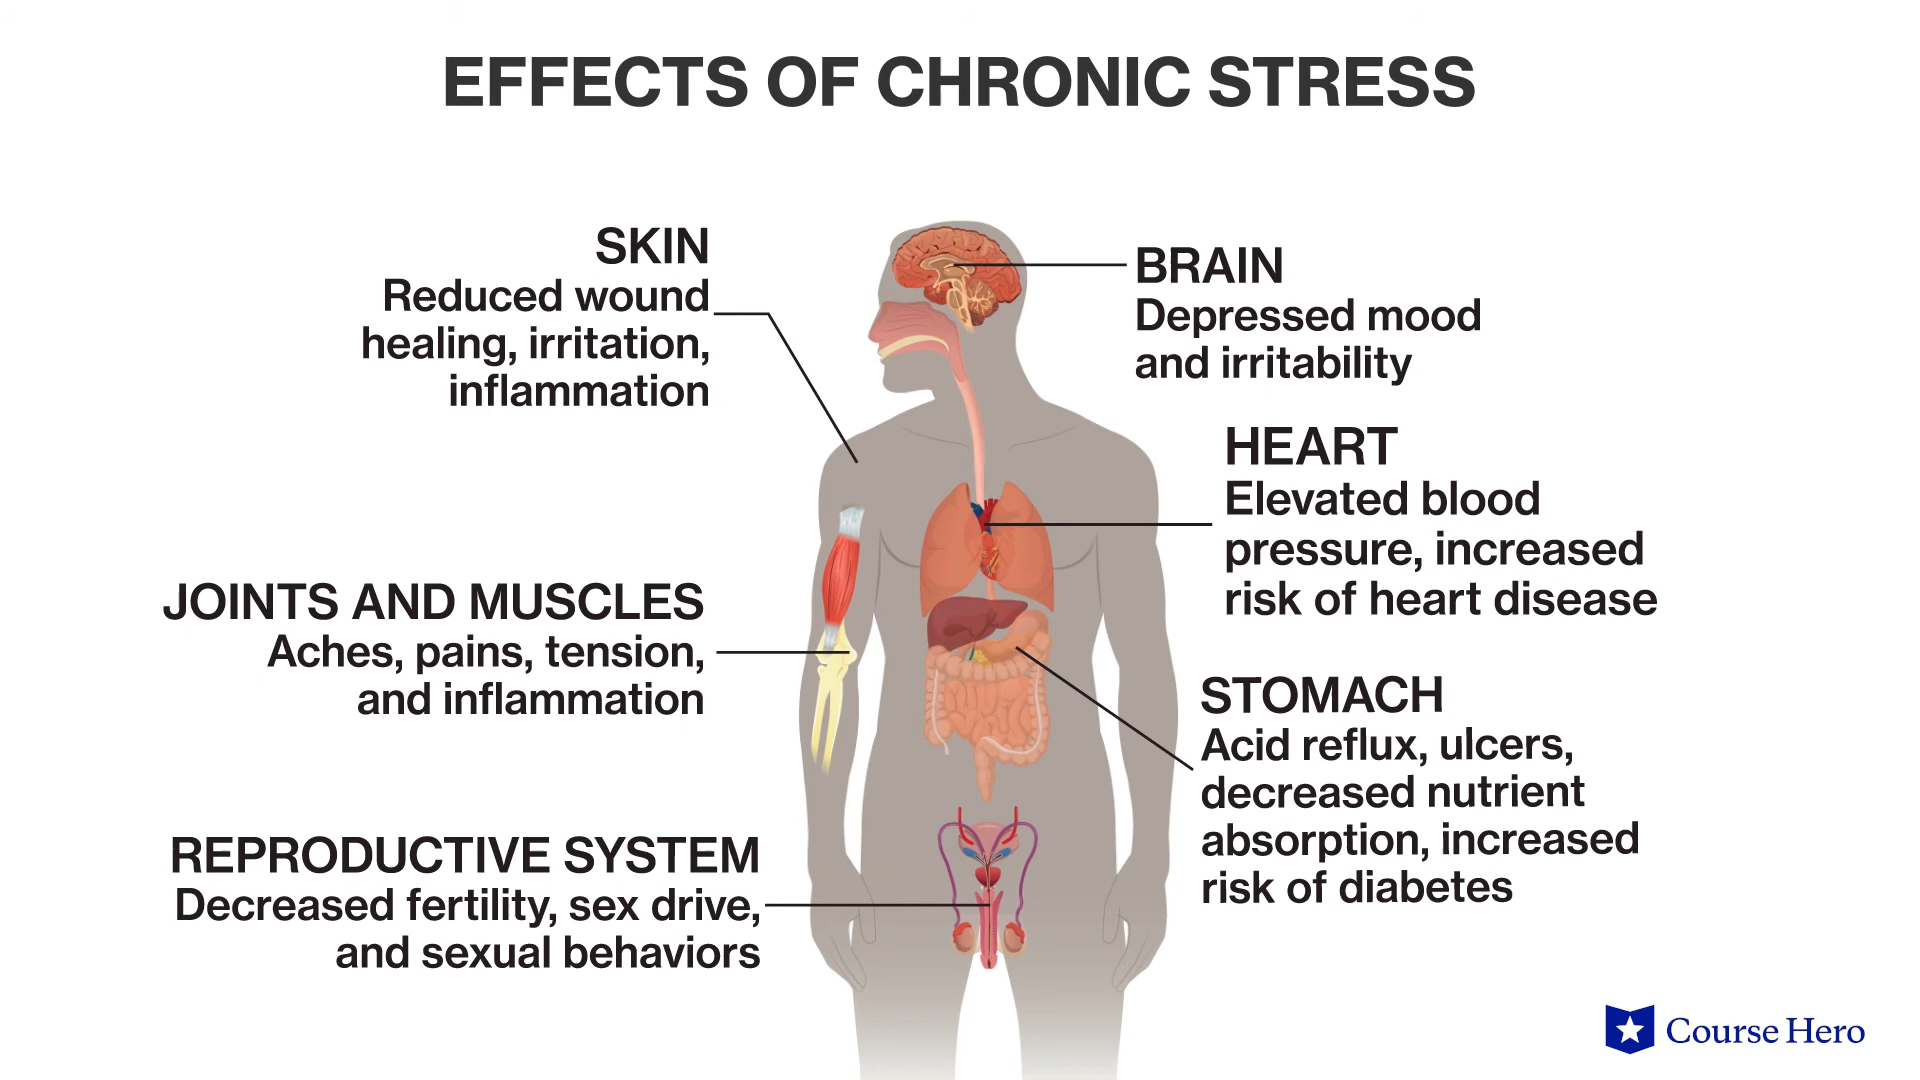 EFFECTS OF CHRONIC STRESS
SKIN
Reduced wound
healing, irritation,
inflammation
BRAIN
Depressed mood
and irritability
HEART
Elevated blood
pressure, increased
risk of heart disease
JOINTS AND MUSCLES
Aches, pains, tension,
and inflammation
STOMACH
Acid reflux, ulcers,
decreased nutrient
absorption, increased
risk of diabetes
REPRODUCTIVE SYSTEM
Decreased fertility, sex drive,
and sexual behaviors
Course Hero